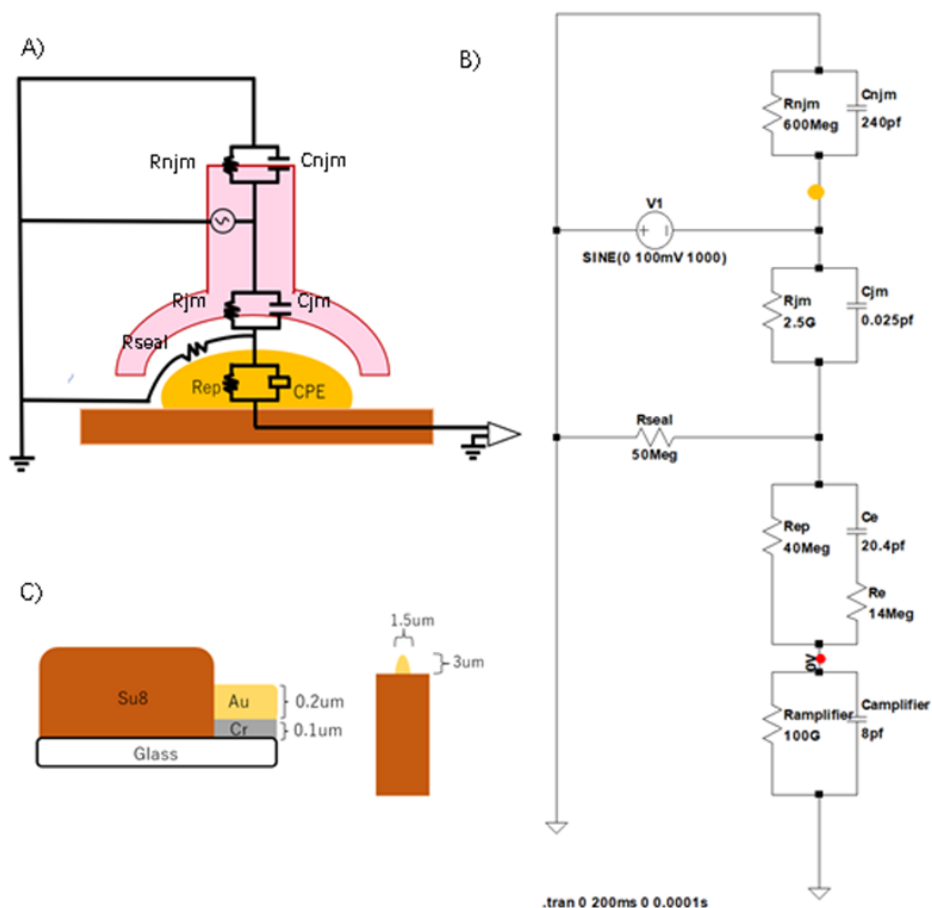 A)
Rnjm
Cnjm
Rjm
Cjm
Rseal
Rep
CPE
B)
Rnjm
600Meg
Cnjm
240pf
V1
SINE(0 100mV 1000)
Rjm
2.5G
Cjm
0.025pf
Rseal
50Meg
Rep
40Meg
Ce
20.4pf
Re
14Meg
Ramplifier
100G
Camplifier
8pf
.tran 0 200ms 0 0.0001s
C)
Su8
Au
0.2um
Cr
0.1um
Glass
1.5um
3um